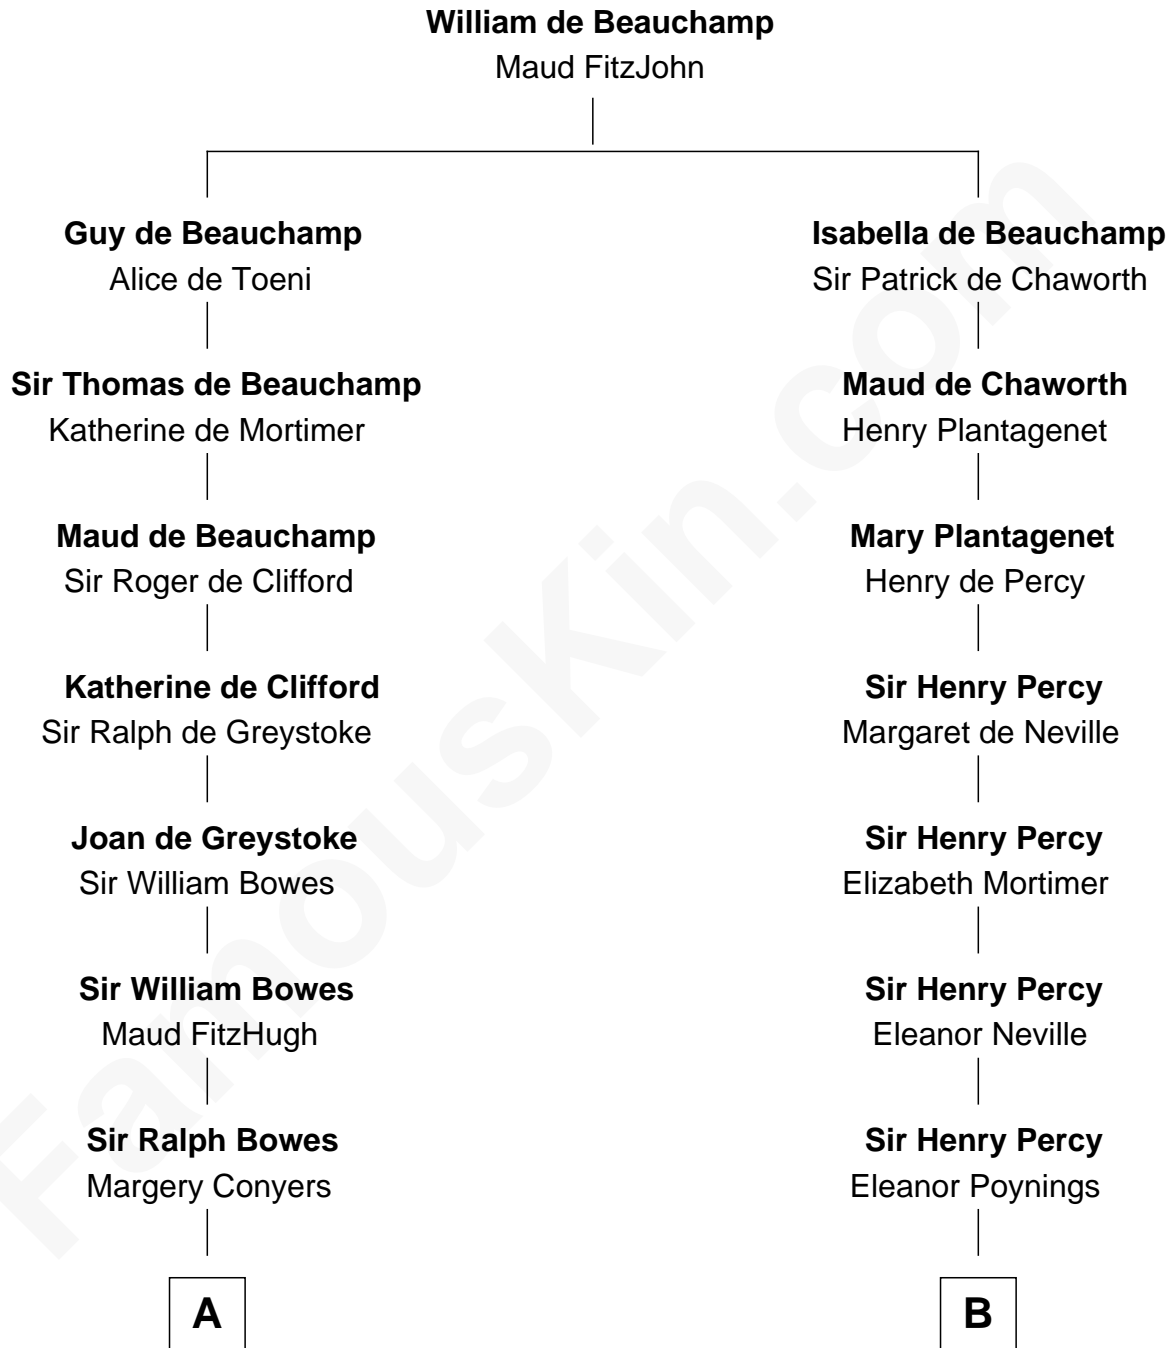 William de Beauchamp
Maud FitzJohn
Guy de Beauchamp
Alice de Toeni
Isabella de Beauchamp
Sir Patrick de Chaworth
Sir Thomas de Beauchamp
Katherine de Mortimer
Maud de Chaworth
Henry Plantagenet
Maud de Beauchamp
Sir Roger de Clifford
Mary Plantagenet
Henry de Percy
Katherine de Clifford
Sir Ralph de Greystoke
Sir Henry Percy
Margaret de Neville
Joan de Greystoke
Sir William Bowes
Sir Henry Percy
Elizabeth Mortimer
Sir William Bowes
Maud FitzHugh
Sir Henry Percy
Eleanor Neville
Sir Ralph Bowes
Margery Conyers
Sir Henry Percy
Eleanor Poynings
A
B
FamousKin.com